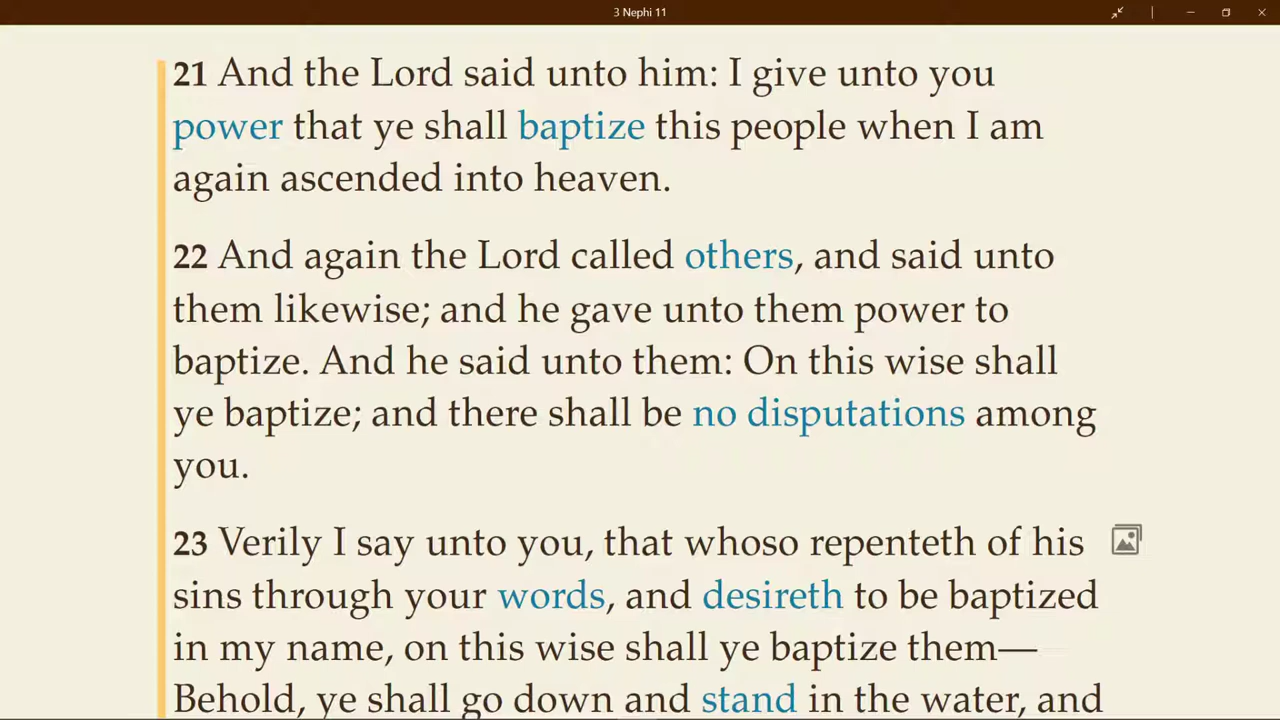 3 Nephi 11
21 And the Lord said unto him: I give unto you
power that ye shall baptize this people when I am
again ascended into heaven.
22 And again the Lord called others, and said unto
them likewise; and he gave unto them power to
baptize. And he said unto them: On this wise shall
ye baptize; and there shall be no disputations among
you.
23 Verily I say unto you, that whoso repenteth of his
sins through your words, and desireth to be baptized
in my name, on this wise shall ye baptize them—
Behold, ye shall go down and stand in the water, and